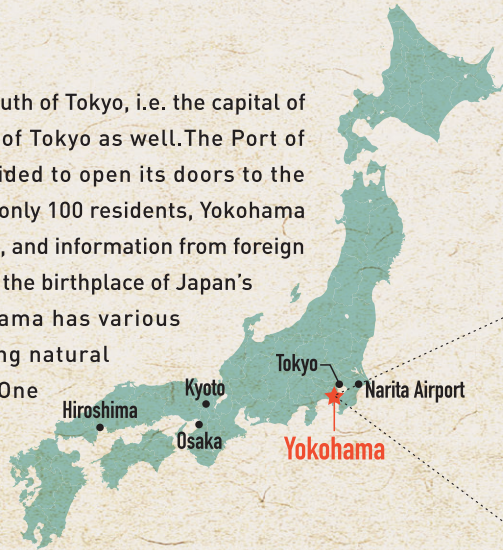 uth of Tokyo, i.e. the capital of
of Tokyo as well.The Port of
ided to open its doors to the
only 100 residents, Yokohama
, and information from foreign
the birthplace of Japan's
ama has various
ng natural
One
Tokyo
Narita Airport
Kyoto
Hiroshima
Osaka
Yokohama